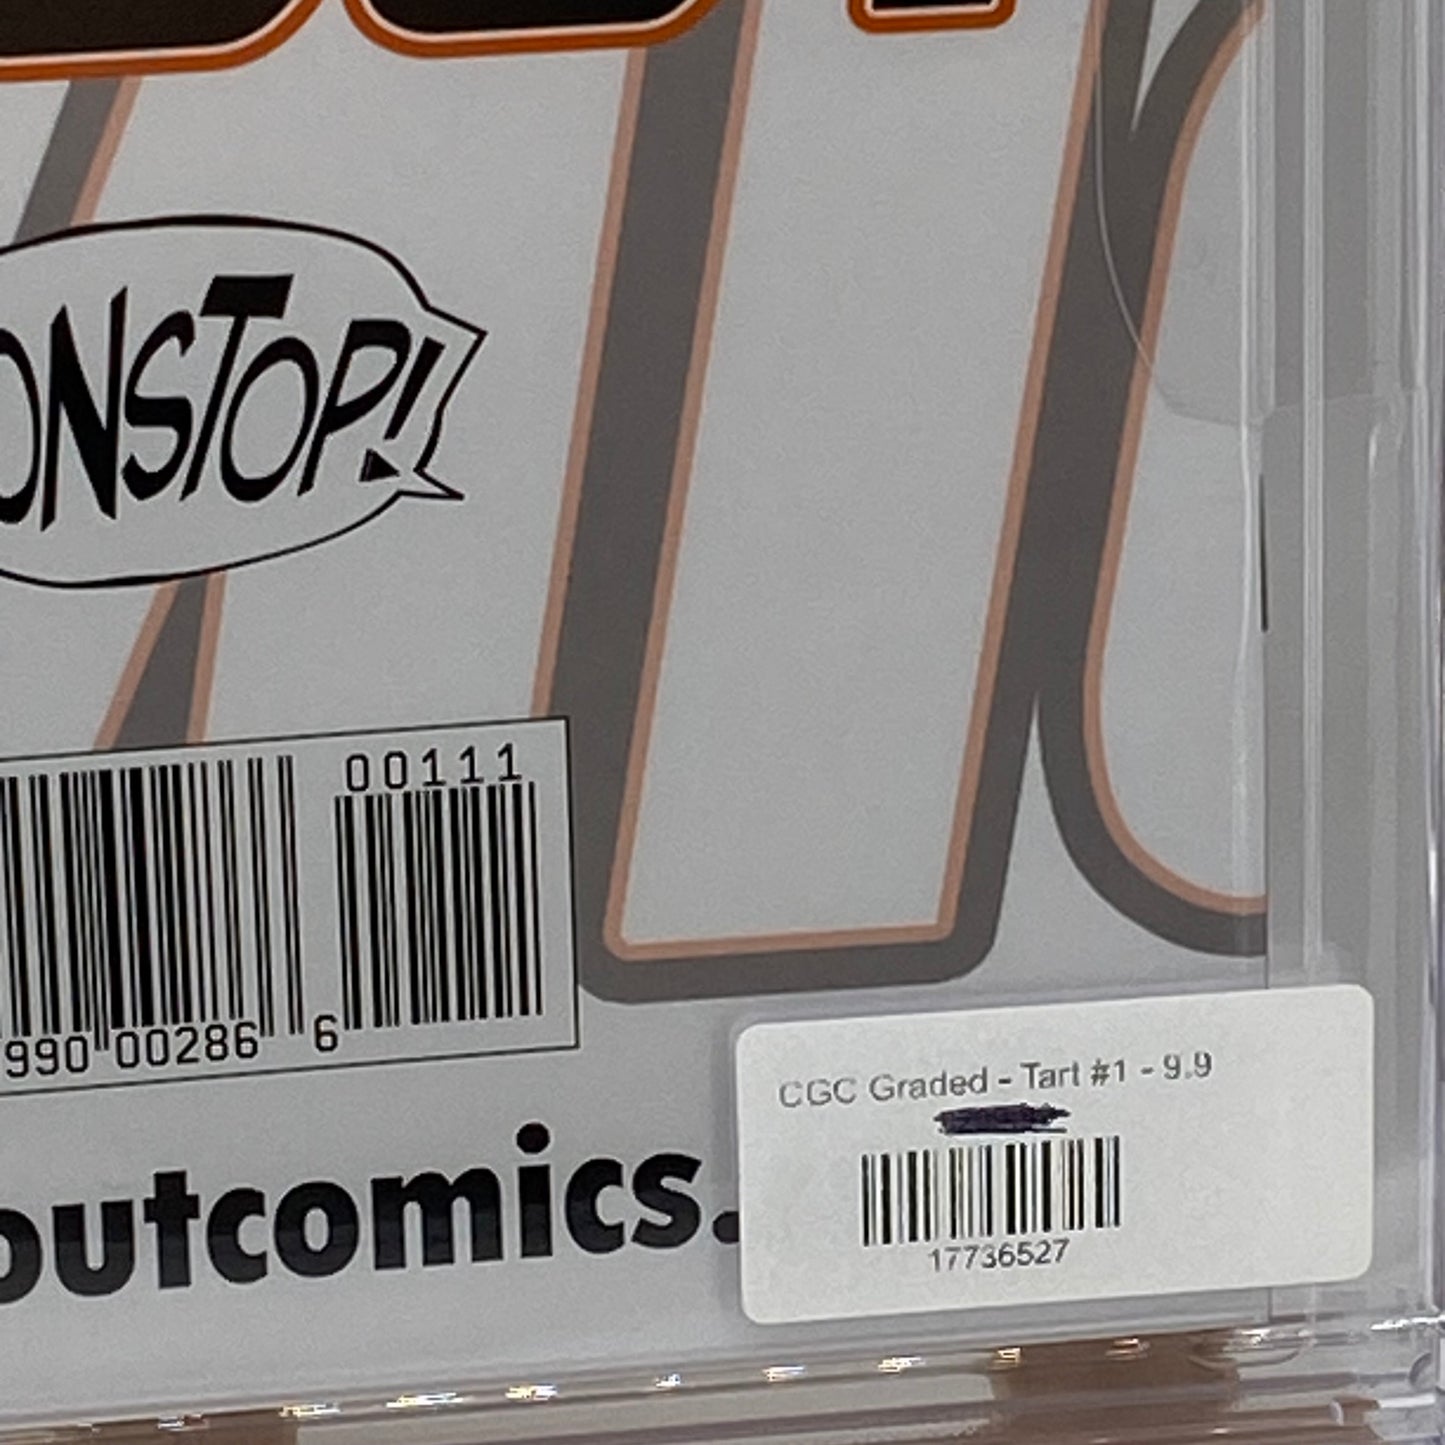 ONSTOP!
00111
990 00286 6
outcomics.
CGC Graded - Tart #1 - 9.9
17736527